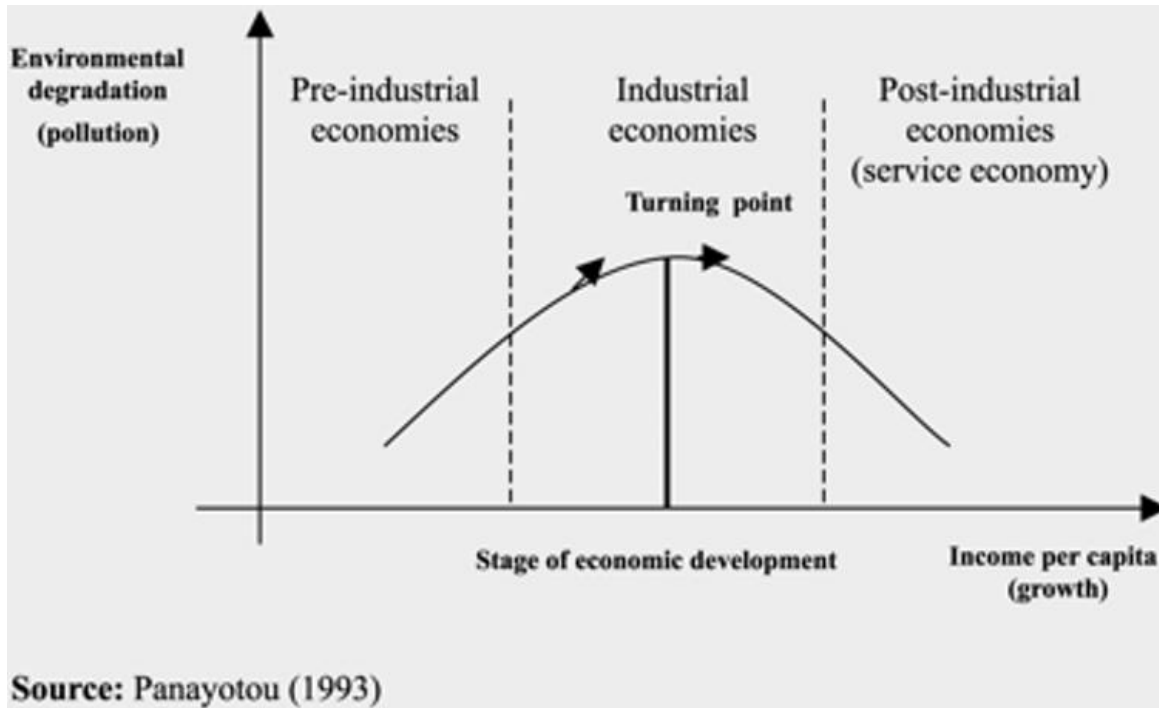 Environmental
degradation
(pollution)
Pre-industrial
economies
Industrial
economies
Post-industrial
economies
(service economy)
Turning point
Stage of economic development
Income per capita
(growth)
Source: Panayotou (1993)